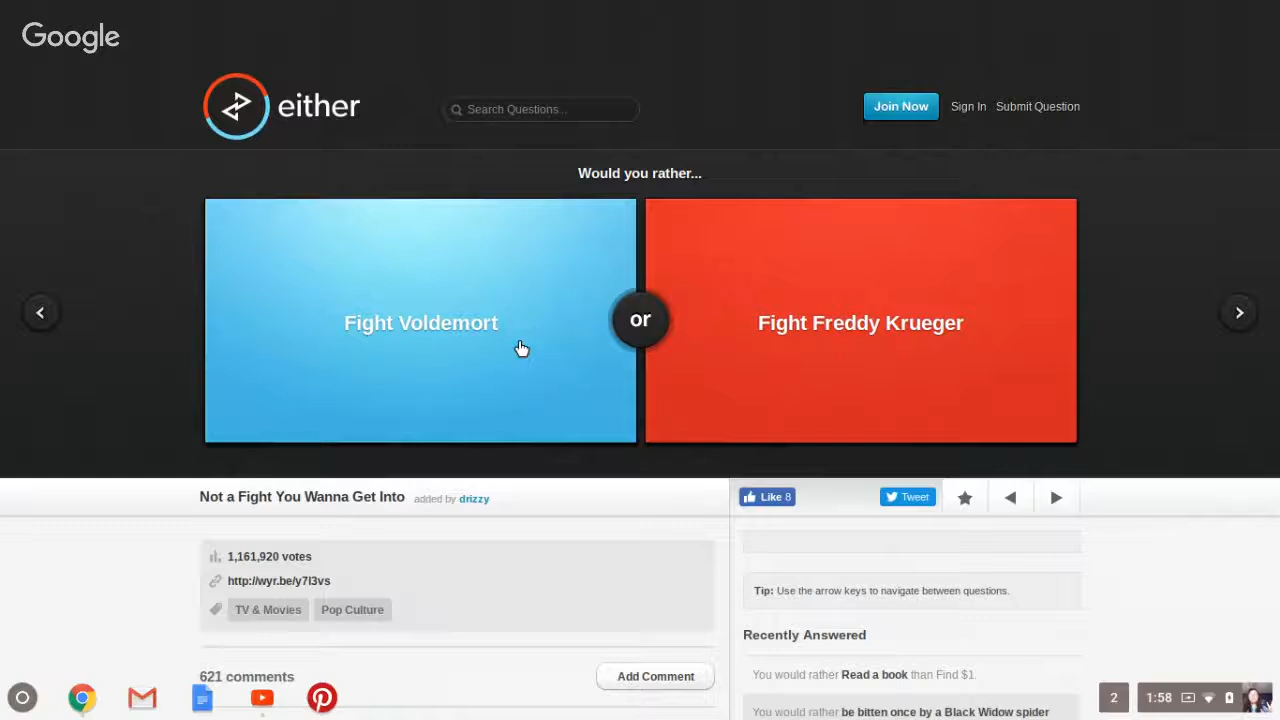 Google
either
Search Questions...
Join Now
Sign In
Submit Question
Would you rather...
Fight Voldemort
or
Fight Freddy Krueger
Not a Fight You Wanna Get Into
added by drizzy
Like 8
Tweet
1,161,920 votes
http://wyr.be/y7l3vs
TV & Movies
Pop Culture
Tip: Use the arrow keys to navigate between questions.
Recently Answered
621 comments
Add Comment
You would rather Read a book than Find $1.
You would rather be bitten once by a Black Widow spider
2
1:58